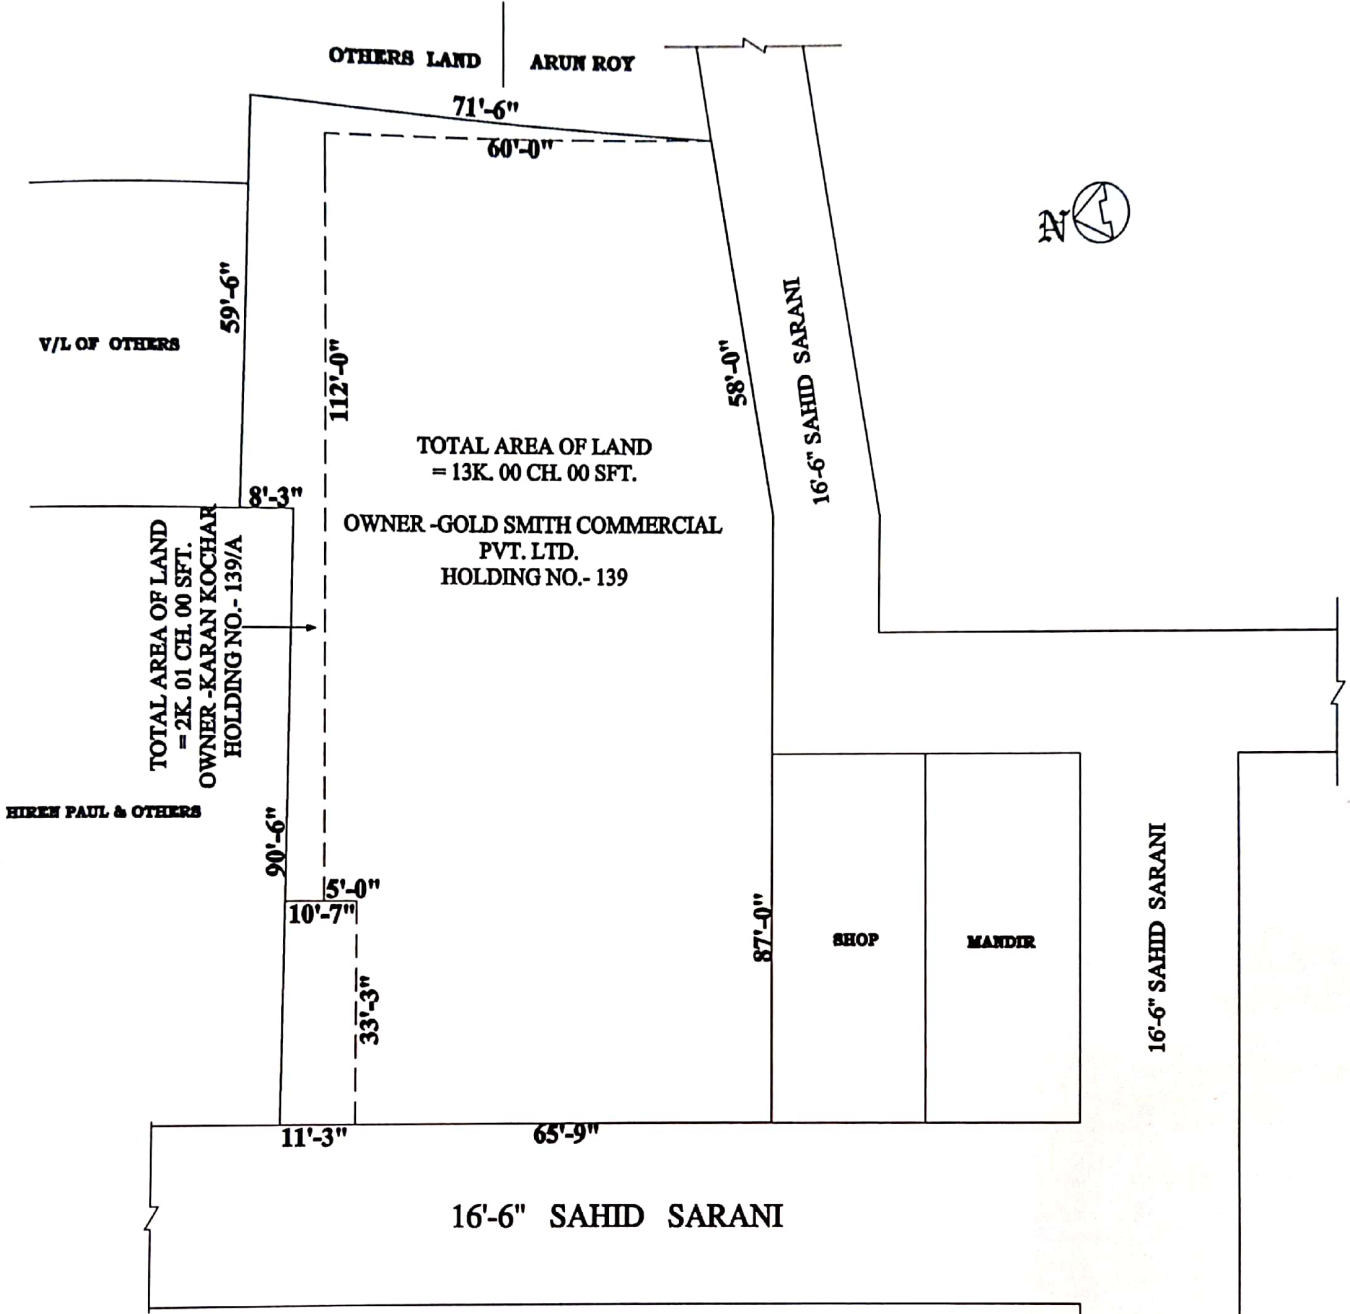 OTHERS LAND
ARUN ROY
71'-6"
60'-0"
N
59'-6"
V/L OF OTHERS
112'-0"
58'-0"
16'-6" SAHID SARANI
TOTAL AREA OF LAND
= 13K. 00 CH. 00 SFT.
8'-3"
OWNER -GOLD SMITH COMMERCIAL
PVT. LTD.
HOLDING NO.- 139
TOTAL AREA OF LAND
= 2K. 01 CH. 00 SFT.
OWNER -KARAN KOCHAR
HOLDING NO.- 139/A
HIREN PAUL & OTHERS
90'-6"
5'-0"
10'-7"
87'-0"
SHOP
MANDIR
16'-6" SAHID SARANI
33'-3"
11'-3"
65'-9"
16'-6" SAHID SARANI